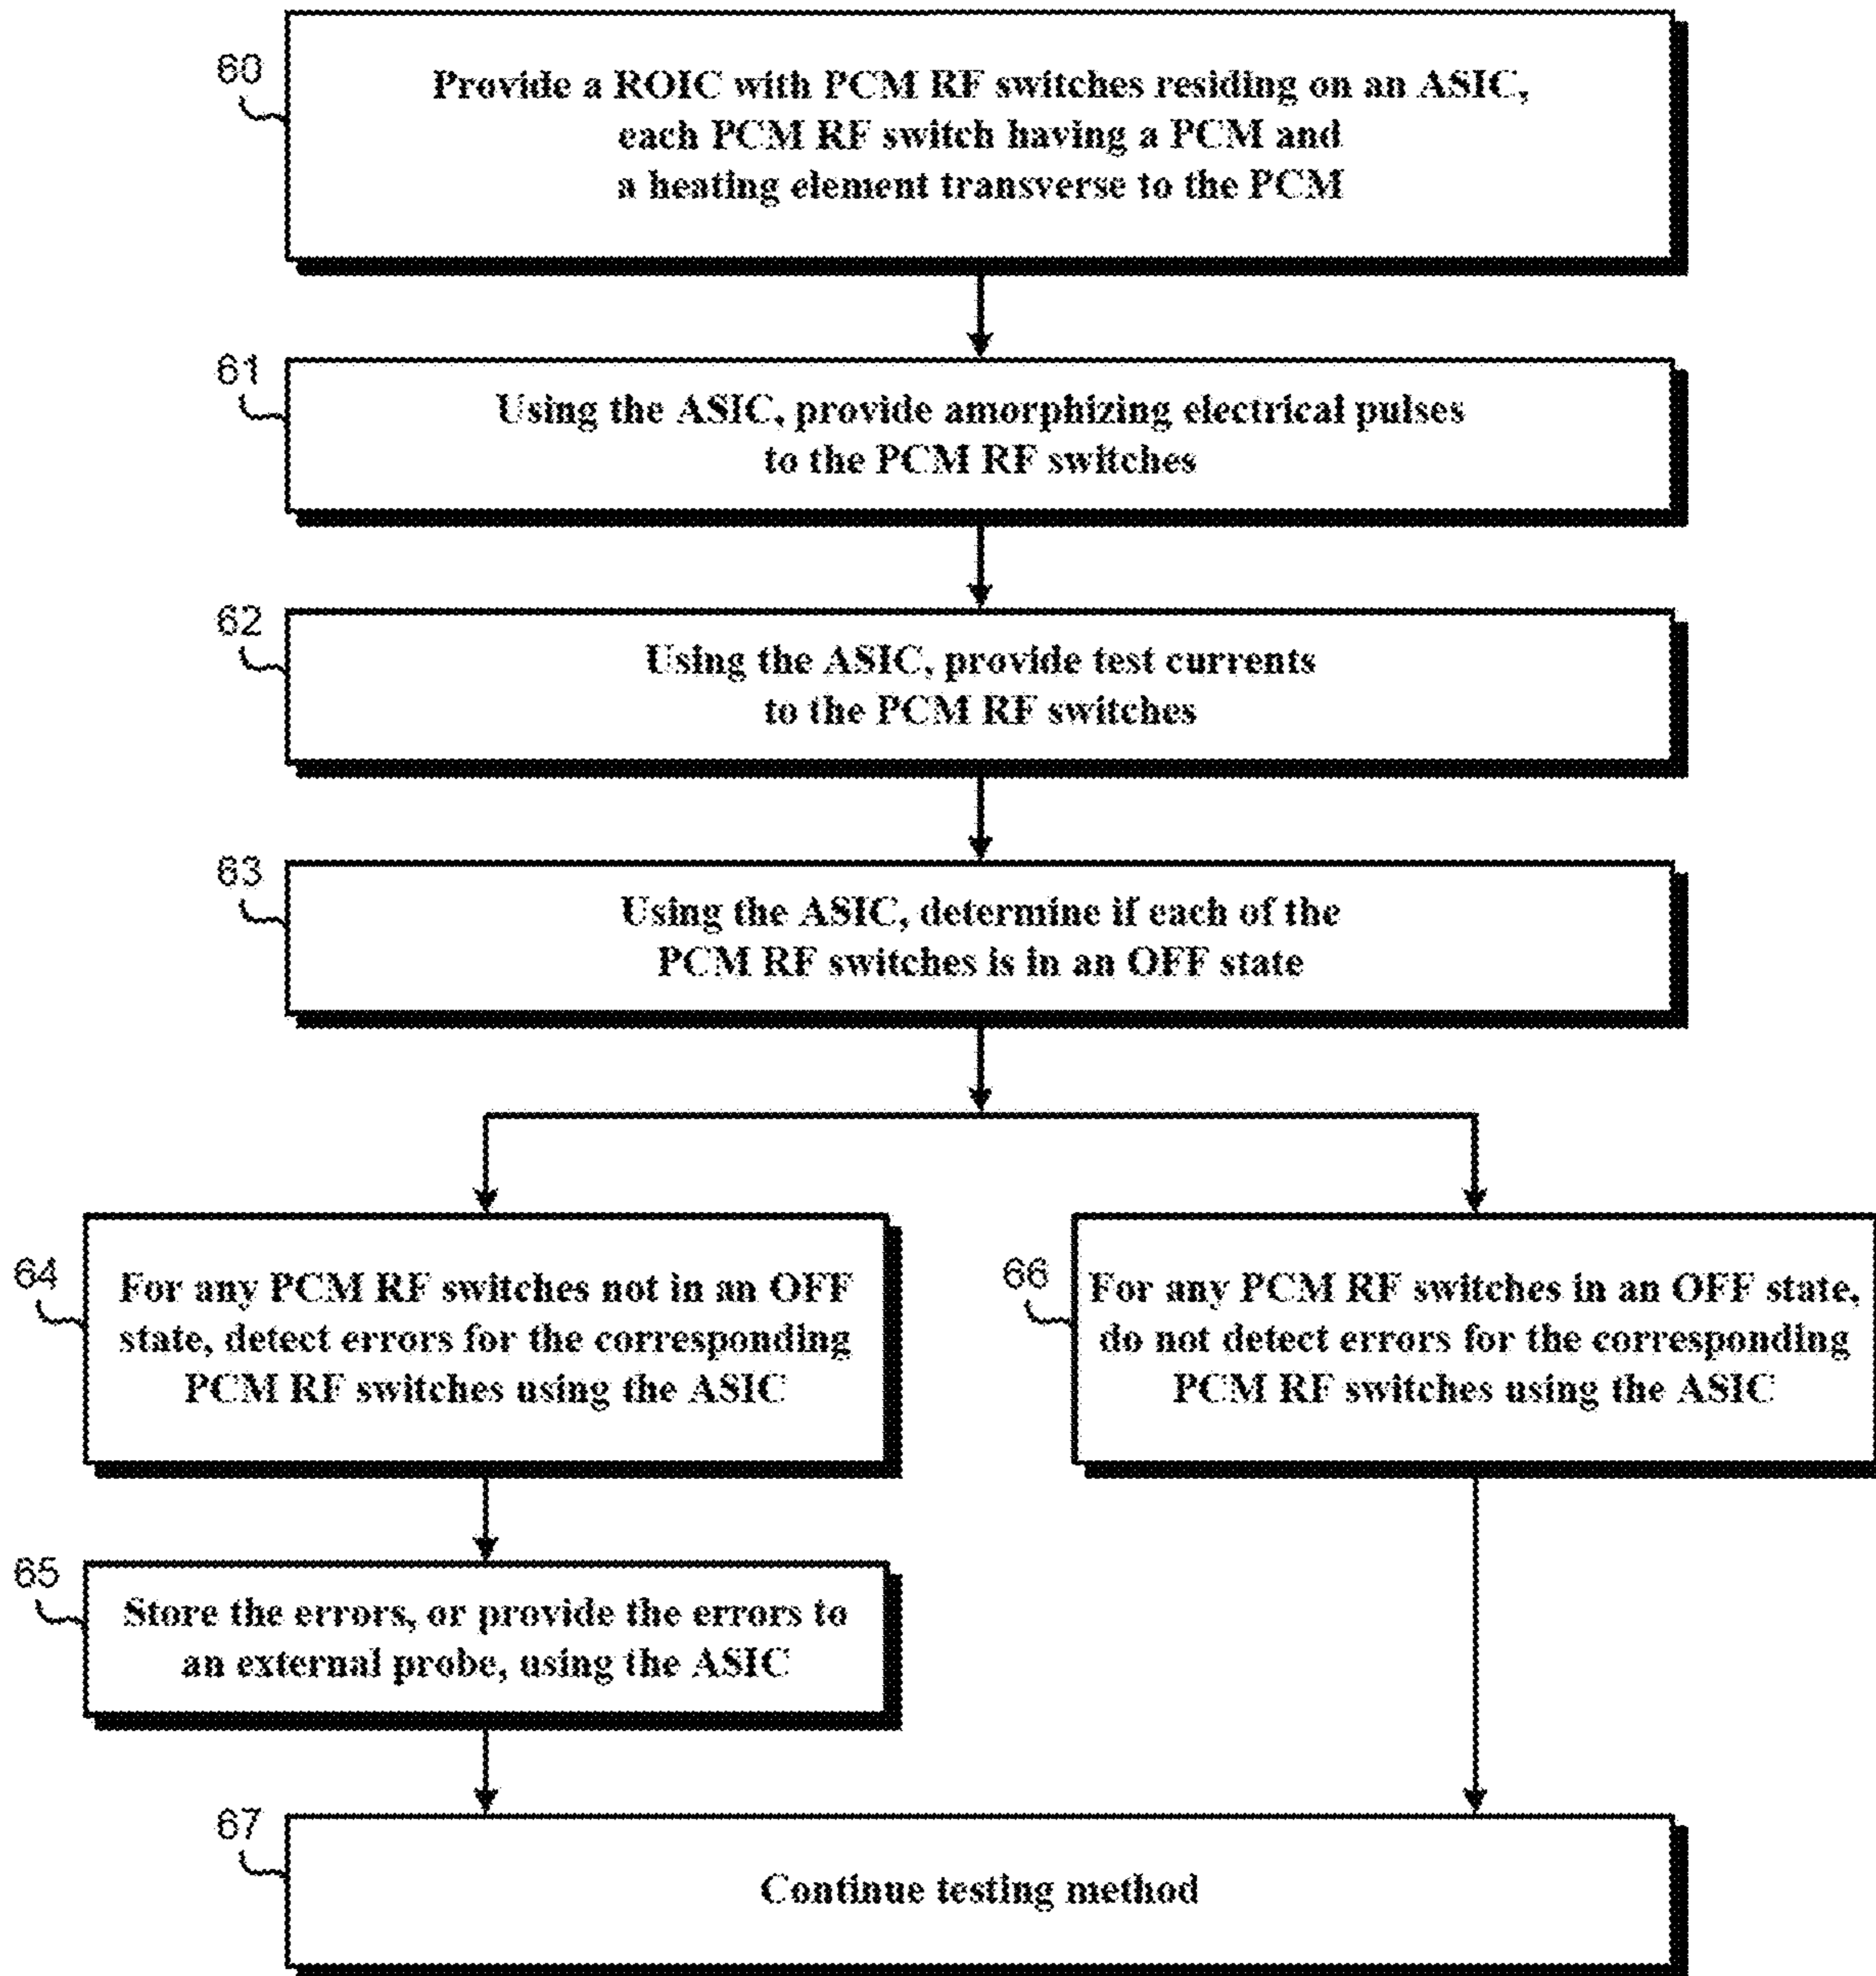 60
Provide a ROIC with PCM RF switches residing on an ASIC,
each PCM RF switch having a PCM and
a heating element transverse to the PCM
61
Using the ASIC, provide amorphizing electrical pulses
to the PCM RF switches
62
Using the ASIC, provide test currents
to the PCM RF switches
63
Using the ASIC, determine if each of the
PCM RF switches is in an OFF state
64
For any PCM RF switches not in an OFF
state, detect errors for the corresponding
PCM RF switches using the ASIC
66
For any PCM RF switches in an OFF state,
do not detect errors for the corresponding
PCM RF switches using the ASIC
65
Store the errors, or provide the errors to
an external probe, using the ASIC
67
Continue testing method